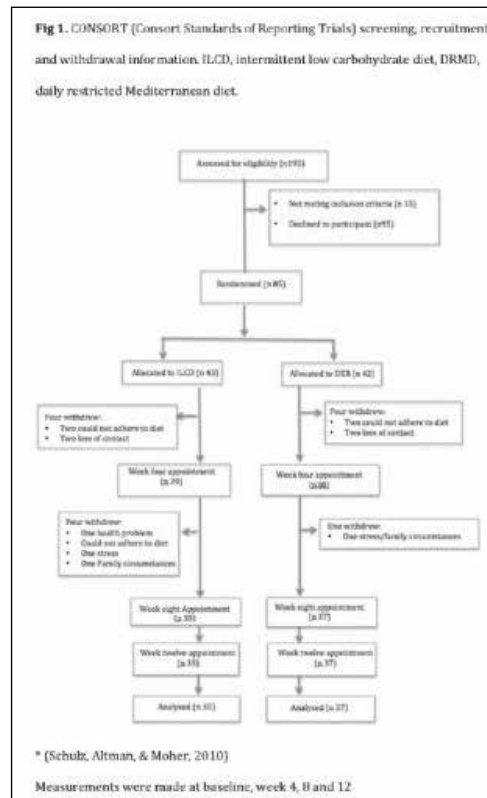 Fig 1. CONSORT (Consort Standards of Reporting Trials) screening, recruitment
and withdrawal information. ILCD, intermittent low carbohydrate diet, DRMD,
daily restricted Mediterranean diet.
Assessed for eligibility
Not meeting inclusion criteria
Declined to participate
Randomised (n 85)
Allocated to ILCD (n 43)
Allocated to DER (n 42)
Four withdrew:
• Two could not adhere to diet
• Two loss of contact
Four withdrew:
• Two could not adhere to diet
• Two loss of contact
Week four appointment
(n 39)
Week four appointment
Four withdrew:
• One health problem
• Could not adhere to diet
• One stress
• One Family circumstances
One withdrew:
• One stress/family circumstances
Week eight Appointment
Week eight appointment
(n 37)
Week twelve appointment
Week twelve appointment
(n 37)
Analysed
Analysed (n 37)
* (Schulz, Altman, & Moher, 2010)
Measurements were made at baseline, week 4, 8 and 12